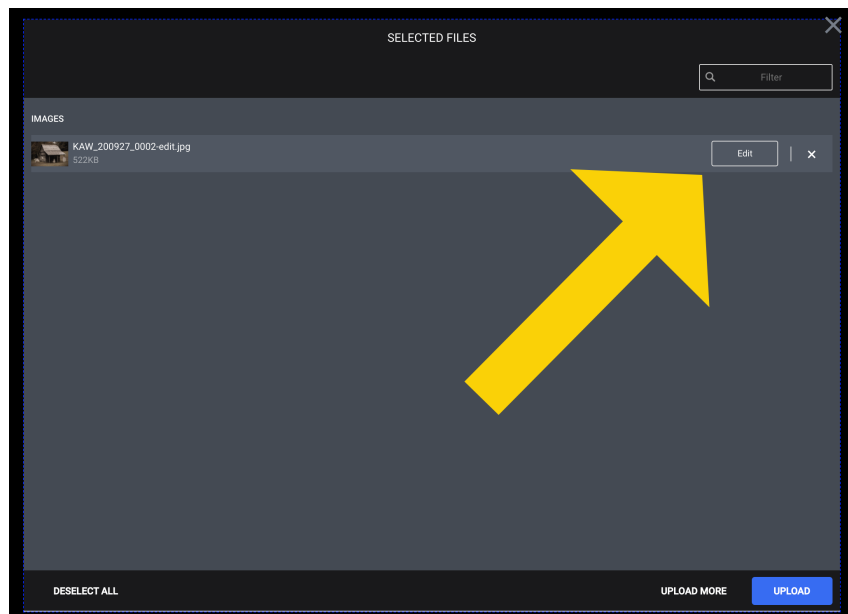 SELECTED FILES
Filter
IMAGES
KAW_200927_0002-edit.jpg
522KB
Edit
DESELECT ALL
UPLOAD MORE
UPLOAD